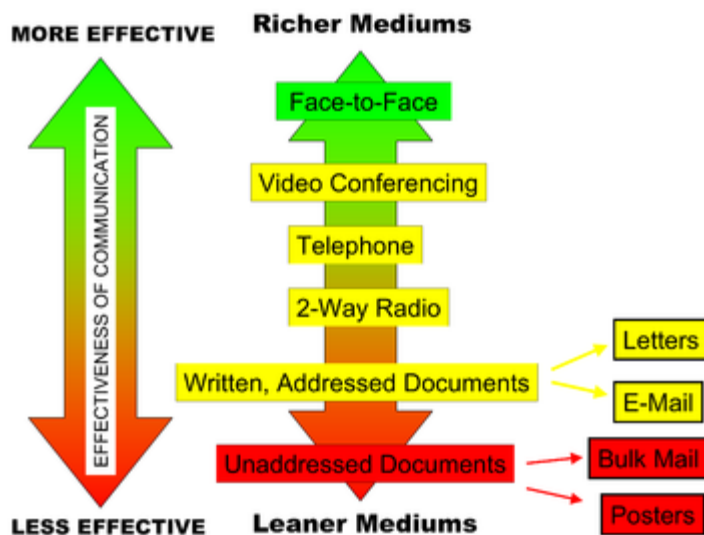 MORE EFFECTIVE
Richer Mediums
EFFECTIVENESS OF COMMUNICATION
Face-to-Face
Video Conferencing
Telephone
2-Way Radio
Written, Addressed Documents
Letters
E-Mail
Unaddressed Documents
Bulk Mail
Posters
LESS EFFECTIVE
Leaner Mediums